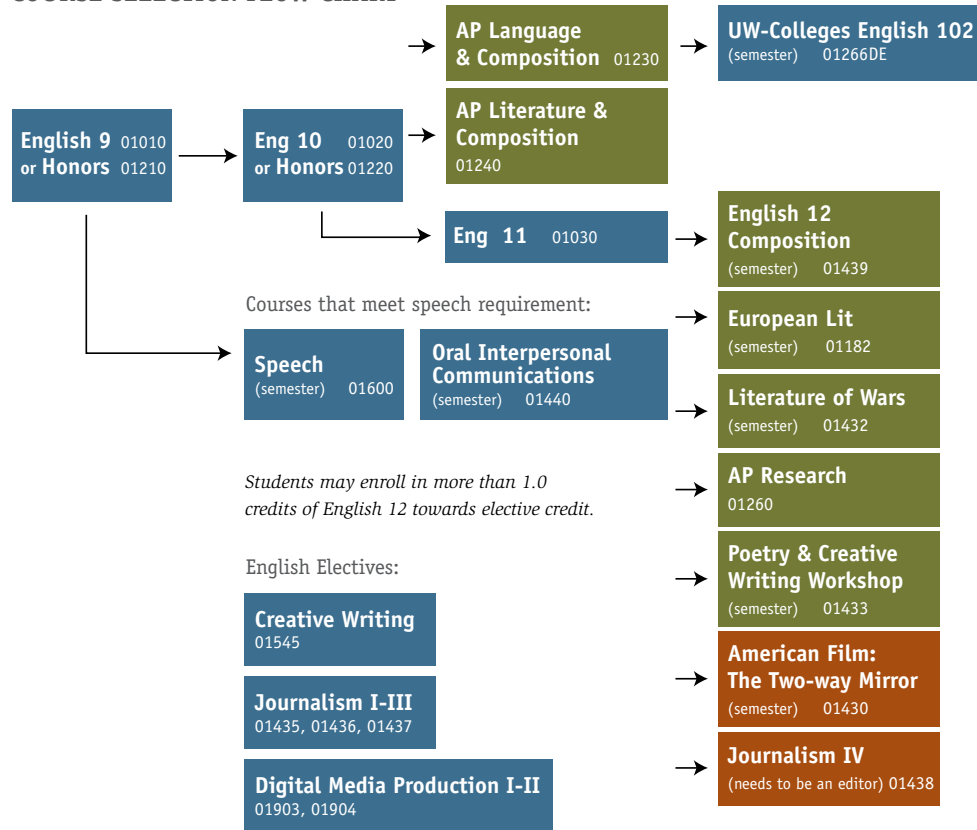 COURSE SELECTION FLOW CHART
AP Language
& Composition 01230
UW-Colleges English 102
(semester) 01266DE
English 9 01010
or Honors 01210
Eng 10 01020
or Honors 01220
AP Literature &
Composition
01240
Eng 11 01030
English 12
Composition
(semester) 01439
Courses that meet speech requirement:
Speech
(semester) 01600
Oral Interpersonal
Communications
(semester) 01440
European Lit
(semester) 01182
Literature of Wars
(semester) 01432
Students may enroll in more than 1.0
credits of English 12 towards elective credit.
AP Research
01260
English Electives:
Creative Writing
01545
Journalism I-III
01435, 01436, 01437
Digital Media Production I-II
01903, 01904
Poetry & Creative
Writing Workshop
(semester) 01433
American Film:
The Two-way Mirror
(semester) 01430
Journalism IV
(needs to be an editor) 01438